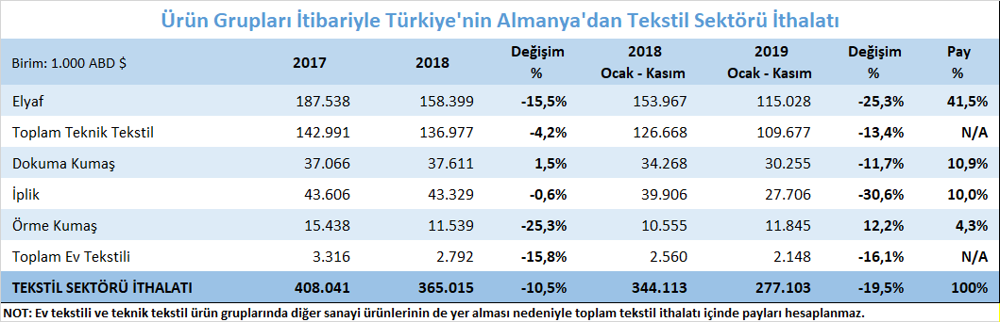 Ürün Grupları İtibariyle Türkiye'nin Almanya'dan Tekstil Sektörü İthalatı
Birim: 1.000 ABD $ 2017 2018 Değişim % 2018 Ocak - Kasım 2019 Ocak - Kasım Değişim % Pay %
Elyaf 187.538 158.399 -15,5% 153.967 115.028 -25,3% 41,5%
Toplam Teknik Tekstil 142.991 136.977 -4,2% 126.668 109.677 -13,4% N/A
Dokuma Kumaş 37.066 37.611 1,5% 34.268 30.255 -11,7% 10,9%
İplik 43.606 43.329 -0,6% 39.906 27.706 -30,6% 10,0%
Örme Kumaş 15.438 11.539 -25,3% 10.555 11.845 12,2% 4,3%
Toplam Ev Tekstili 3.316 2.792 -15,8% 2.560 2.148 -16,1% N/A
TEKSTİL SEKTÖRÜ İTHALATI 408.041 365.015 -10,5% 344.113 277.103 -19,5% 100%
NOT: Ev tekstili ve teknik tekstil ürün gruplarında diğer sanayi ürünlerinin de yer alması nedeniyle toplam tekstil ithalatı içinde payları hesaplanmaz.